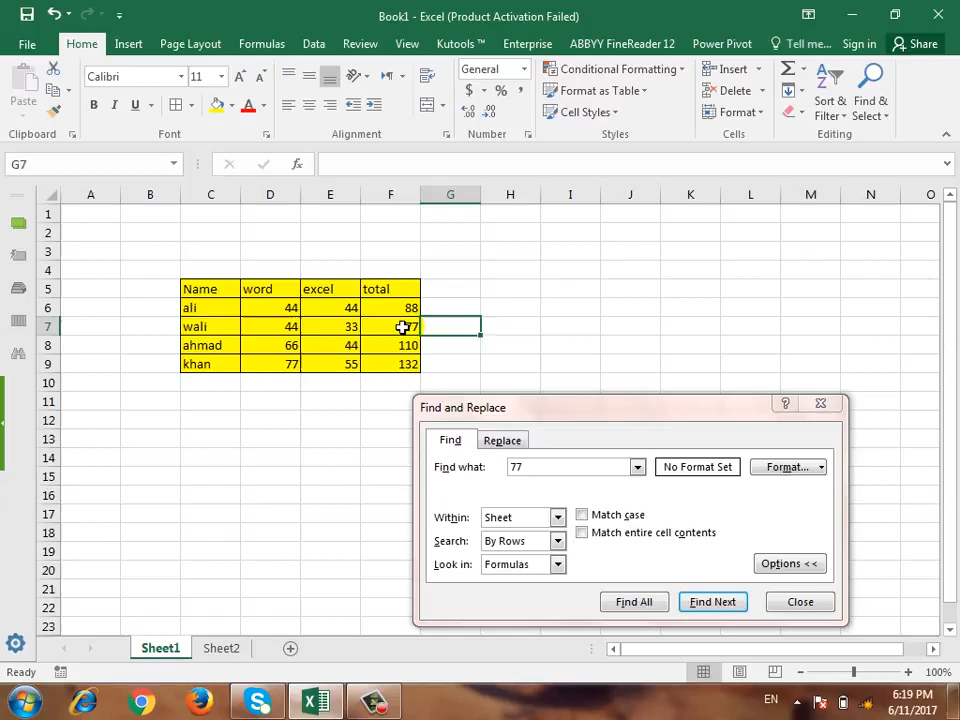 Book1 - Excel (Product Activation Failed)
File Home Insert Page Layout Formulas Data Review View Kutools ™ Enterprise ABBYY FineReader 12 Power Pivot Tell me... Sign in Share
Paste Calibri 11 A A General Conditional Formatting Insert
B I U A $ % , Format as Table Delete Sort & Find &
Cell Styles Format Filter Select
Clipboard Font Alignment Number Styles Cells Editing
G7 fx
A B C D E F G H I J K L M N O
1
2
3
4
5 Name word excel total
6 ali 44 44 88
7 wali 44 33 77
8 ahmad 66 44 110
9 khan 77 55 132
10
11 Find and Replace ?
12
13 Find Replace
14 Find what: 77 No Format Set Format...
15
16
17 Within: Sheet Match case
18 Search: By Rows Match entire cell contents
19 Look in: Formulas Options <<
20
21 Find All Find Next Close
22
23
Sheet1 Sheet2
Ready 100%
EN 6:19 PM
6/11/2017